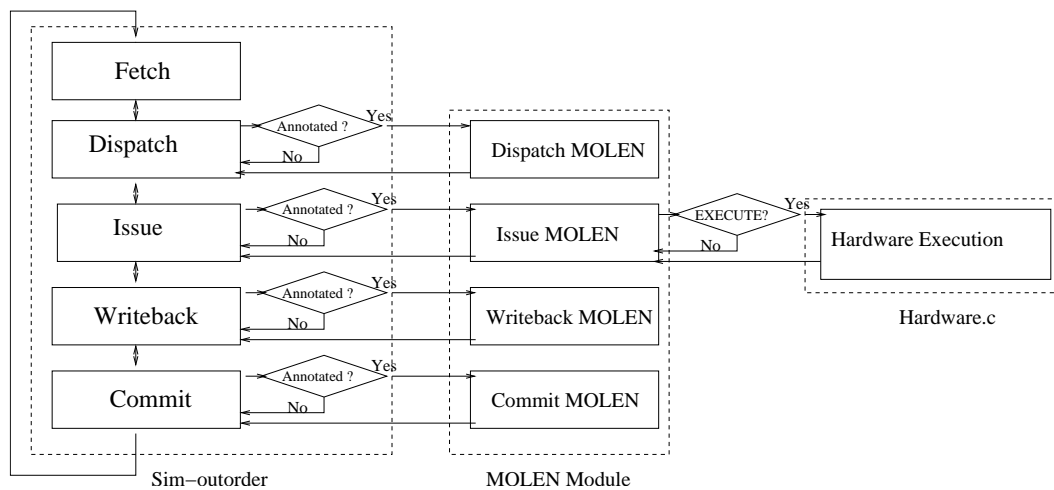 Fetch
Dispatch
Annotated ?
Yes
No
Dispatch MOLEN
Issue
Annotated ?
Yes
No
Issue MOLEN
EXECUTE?
Yes
No
Hardware Execution
Writeback
Annotated ?
Yes
No
Writeback MOLEN
Hardware.c
Commit
Annotated ?
Yes
No
Commit MOLEN
Sim−outorder
MOLEN Module